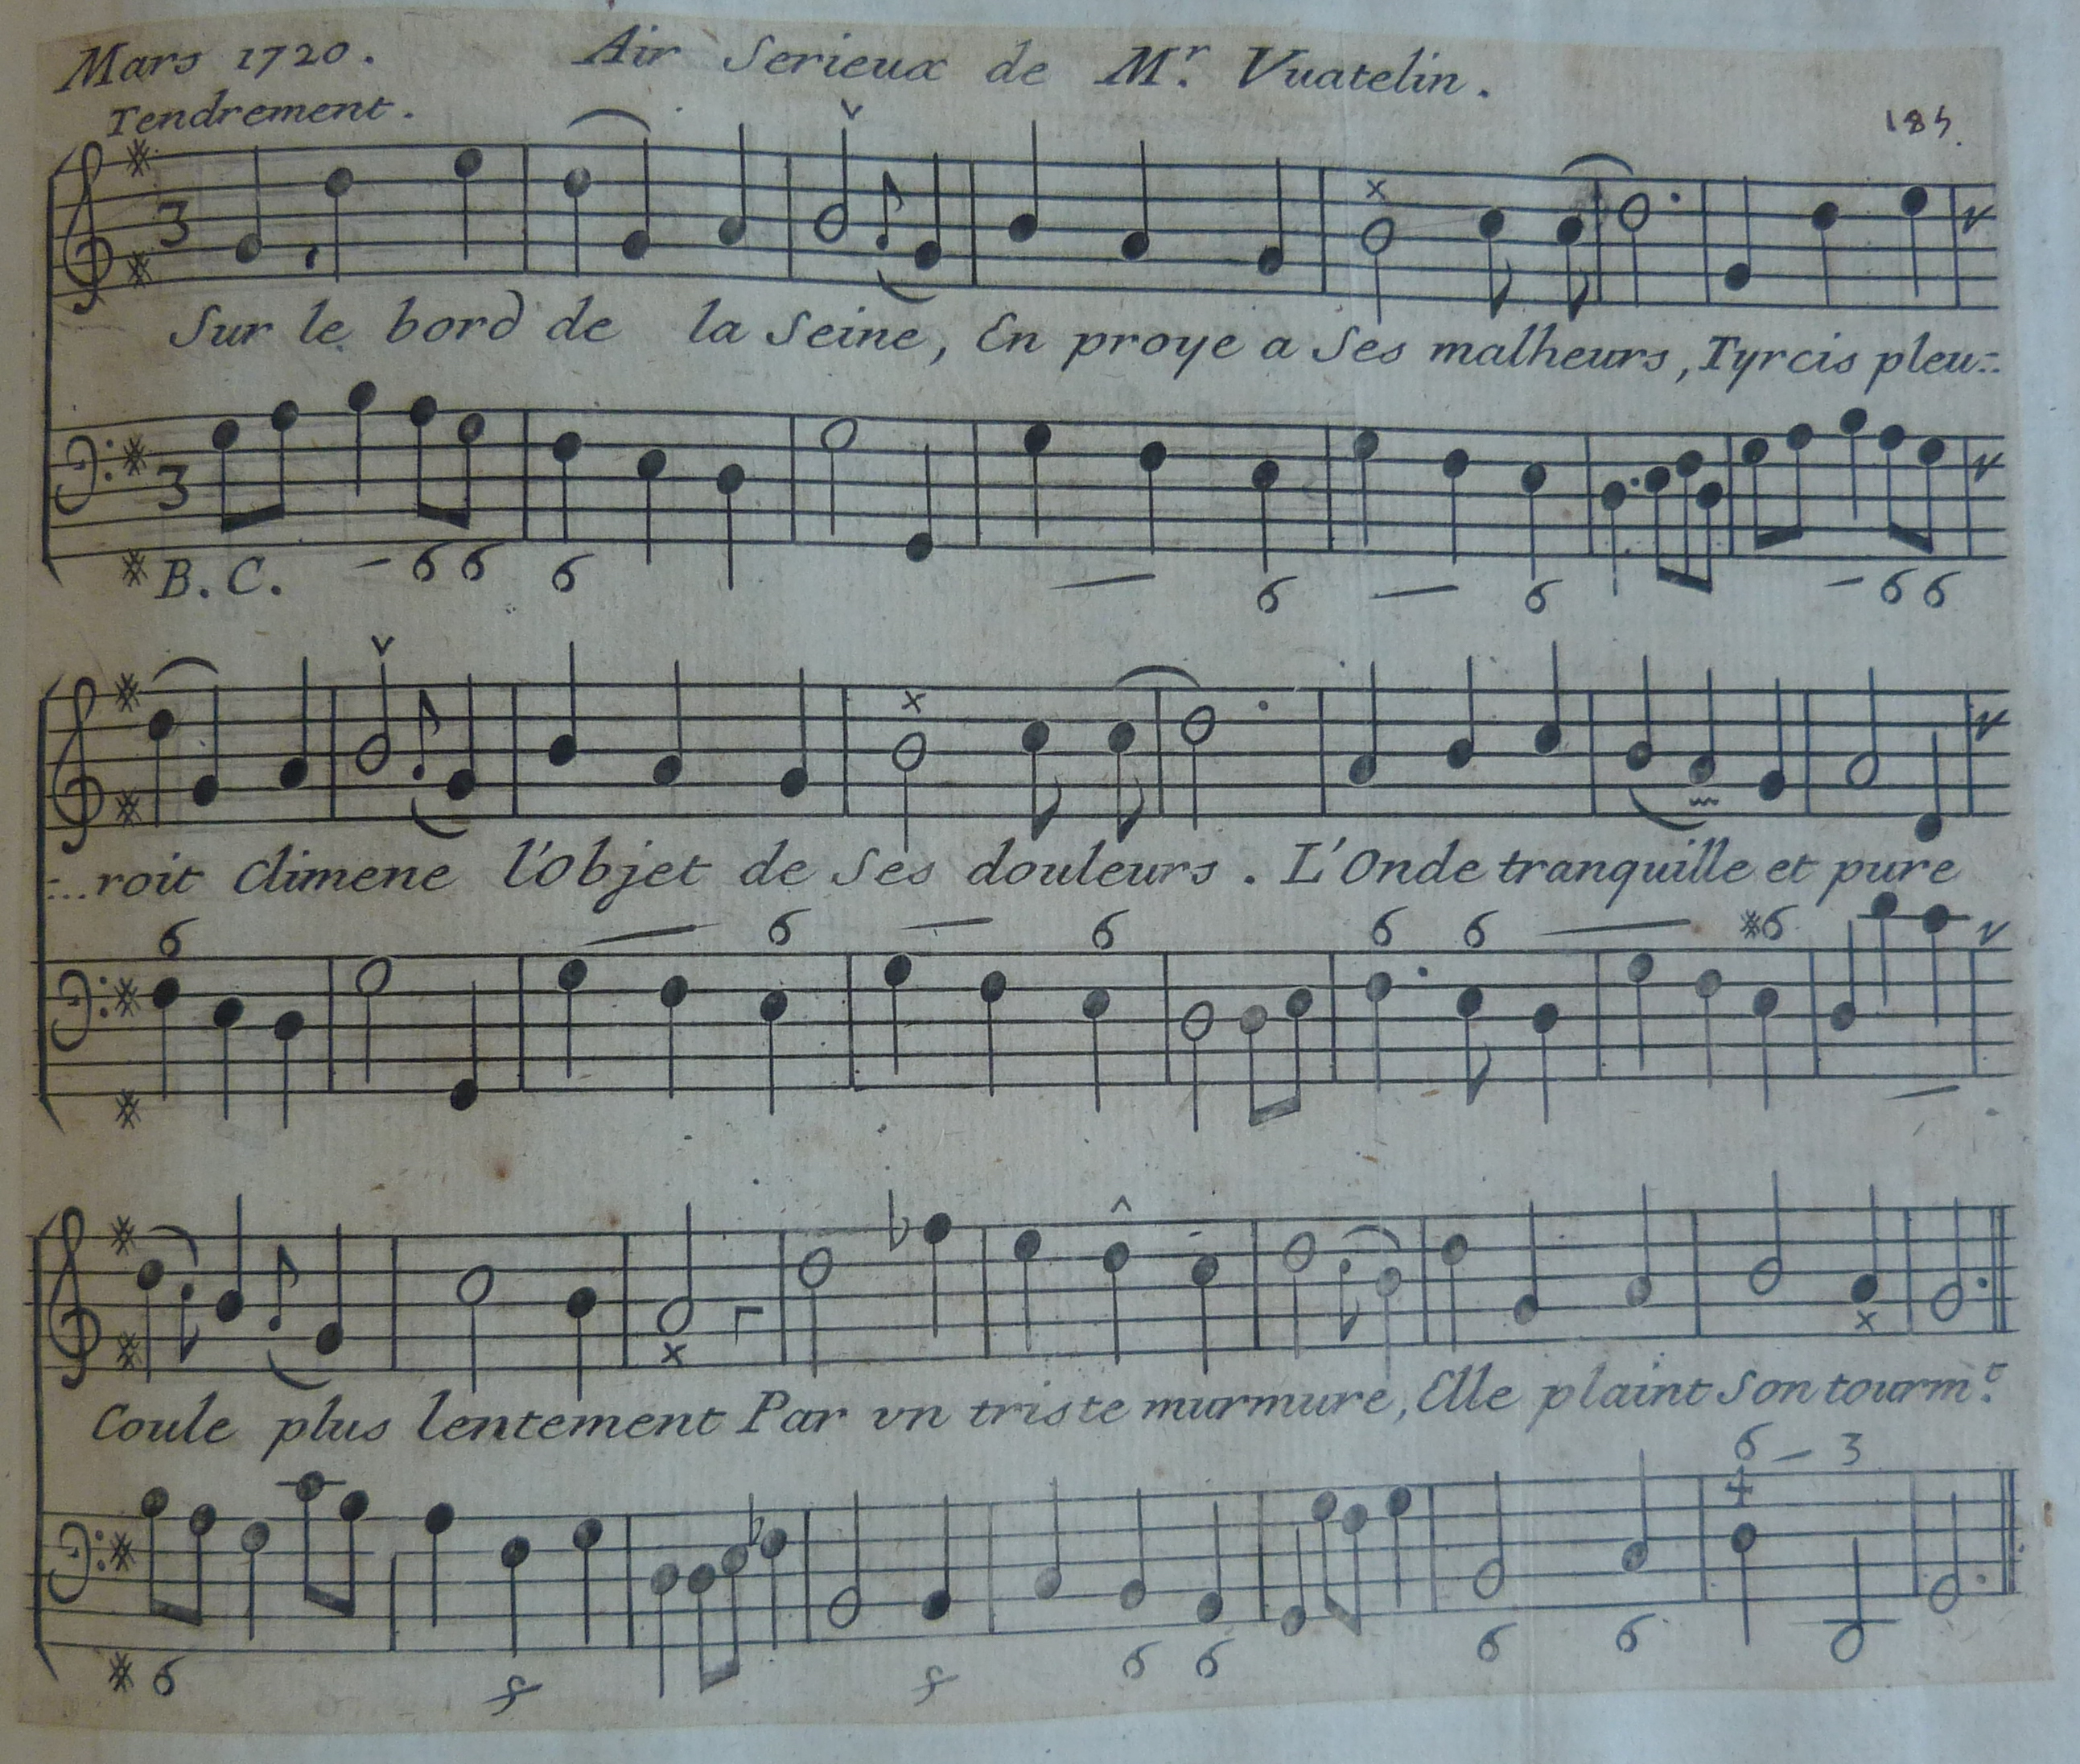 Mars 1720. Air Serieux de Mr. Vuatelin.
Tendrement.
185.
3
Sur le bord de la Seine, En proye a Ses malheurs, Tyrcis pleu=..
3
B. C. – 6 6 6 — 6 — 6 – 6 6
=...roit Climene l'Objet de Ses douleurs. L'Onde tranquille et pure
6 — 6 — 6 6 6 — 6
Coule plus lentement Par vn triste murmure, Elle plaint Son tourmt.
6 – 3
4
6 6 6 6 6